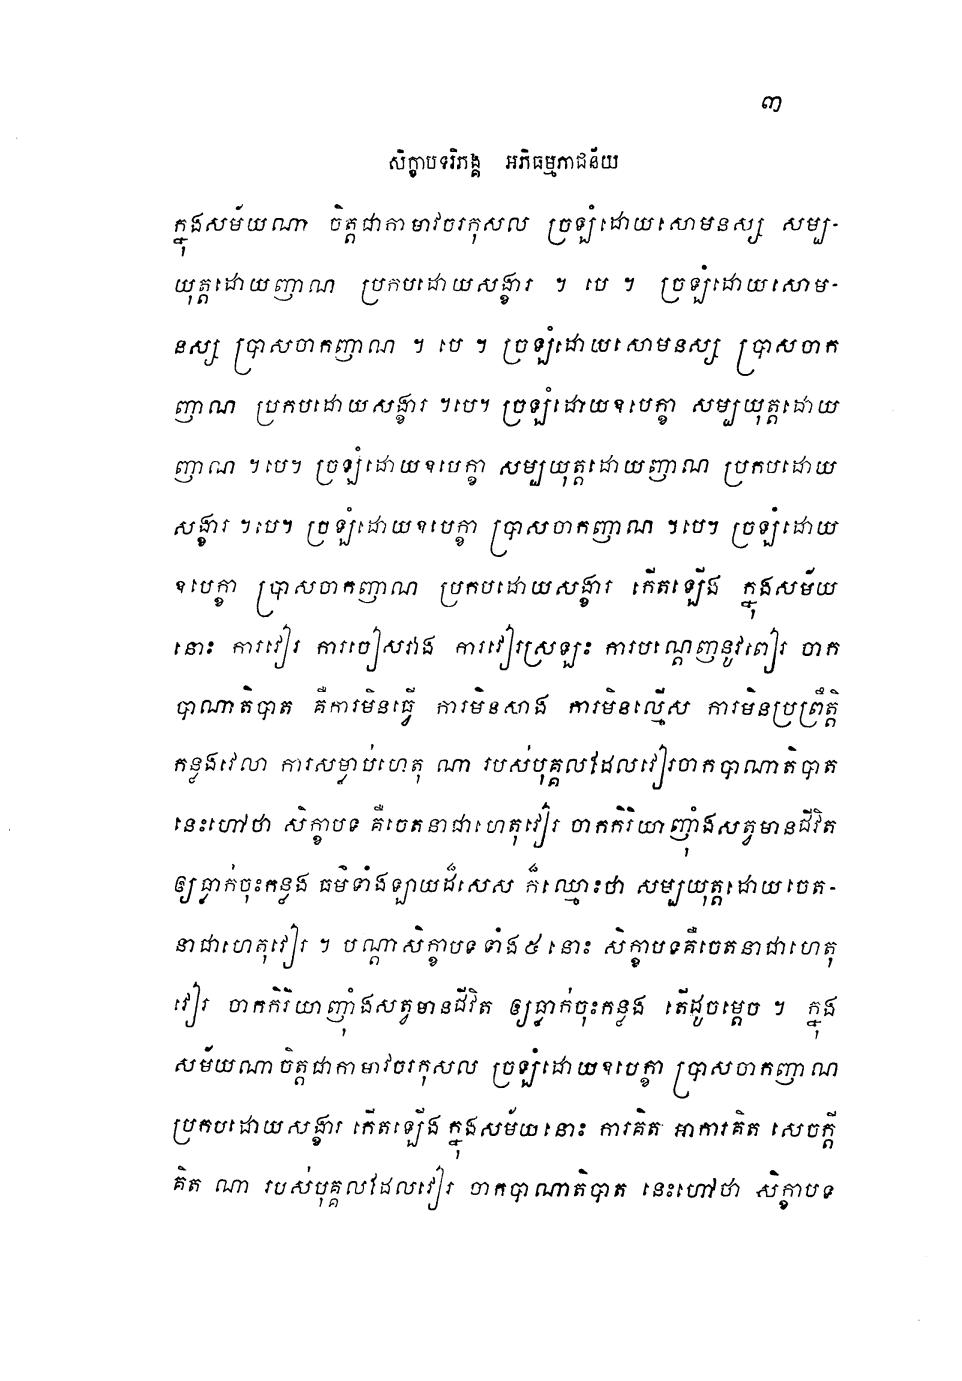 ៣
សិក្ខាបទវិភង្គ អភិធម្មភាជនីយ
ក្នុងសម័យណា ចិត្តជាកាមាវចរកុសល ច្រឡំដោយសោមនស្ស សម្ប-
យុត្តដោយញាណ ប្រកបដោយសង្ខារ ។ បេ ។ ច្រឡំដោយសោម-
នស្ស ប្រាសចាកញាណ ។ បេ ។ ច្រឡំដោយសោមនស្ស ប្រាសចាក
ញាណ ប្រកបដោយសង្ខារ ។បេ។ ច្រឡំដោយឧបេក្ខា សម្បយុត្តដោយ
ញាណ ។បេ។ ច្រឡំដោយឧបេក្ខា សម្បយុត្តដោយញាណ ប្រកបដោយ
សង្ខារ ។បេ។ ច្រឡំដោយឧបេក្ខា ប្រាសចាកញាណ ។បេ។ ច្រឡំដោយ
ឧបេក្ខា ប្រាសចាកញាណ ប្រកបដោយសង្ខារ កើតឡើង ក្នុងសម័យ
នោះ ការវៀរ ការចៀសវាង ការវៀរស្រឡះ ការបណ្តេញនូវពៀរ ចាក
បាណាតិបាត គឺការមិនធ្វើ ការមិនសាង ការមិនល្មើស ការមិនប្រព្រឹត្តិ
កន្លងវេលា ការសម្លាប់ហេតុ ណា របស់បុគ្គលដែលវៀរចាកបាណាតិបាត
នេះហៅថា សិក្ខាបទ គឺចេតនាជាហេតុវៀរ ចាកកិរិយាញ៉ាំងសត្វមានជីវិត
ឲ្យធ្លាក់ចុះកន្លង ធម៌ទាំងឡាយដ៏សេស ក៏ឈ្មោះថា សម្បយុត្តដោយចេត-
នាជាហេតុវៀរ ។ បណ្តាសិក្ខាបទទាំង៥នោះ សិក្ខាបទគឺចេតនាជាហេតុ
វៀរ ចាកកិរិយាញ៉ាំងសត្វមានជីវិត ឲ្យធ្លាក់ចុះកន្លង តើដូចម្តេច ។ ក្នុង
សម័យណាចិត្តជាកាមាវចរកុសល ច្រឡំដោយឧបេក្ខា ប្រាសចាកញាណ
ប្រកបដោយសង្ខារ កើតឡើង ក្នុងសម័យនោះ ការគិត អាការគិត សេចក្តី
គិត ណា របស់បុគ្គលដែលវៀរ ចាកបាណាតិបាត នេះហៅថា សិក្ខាបទ